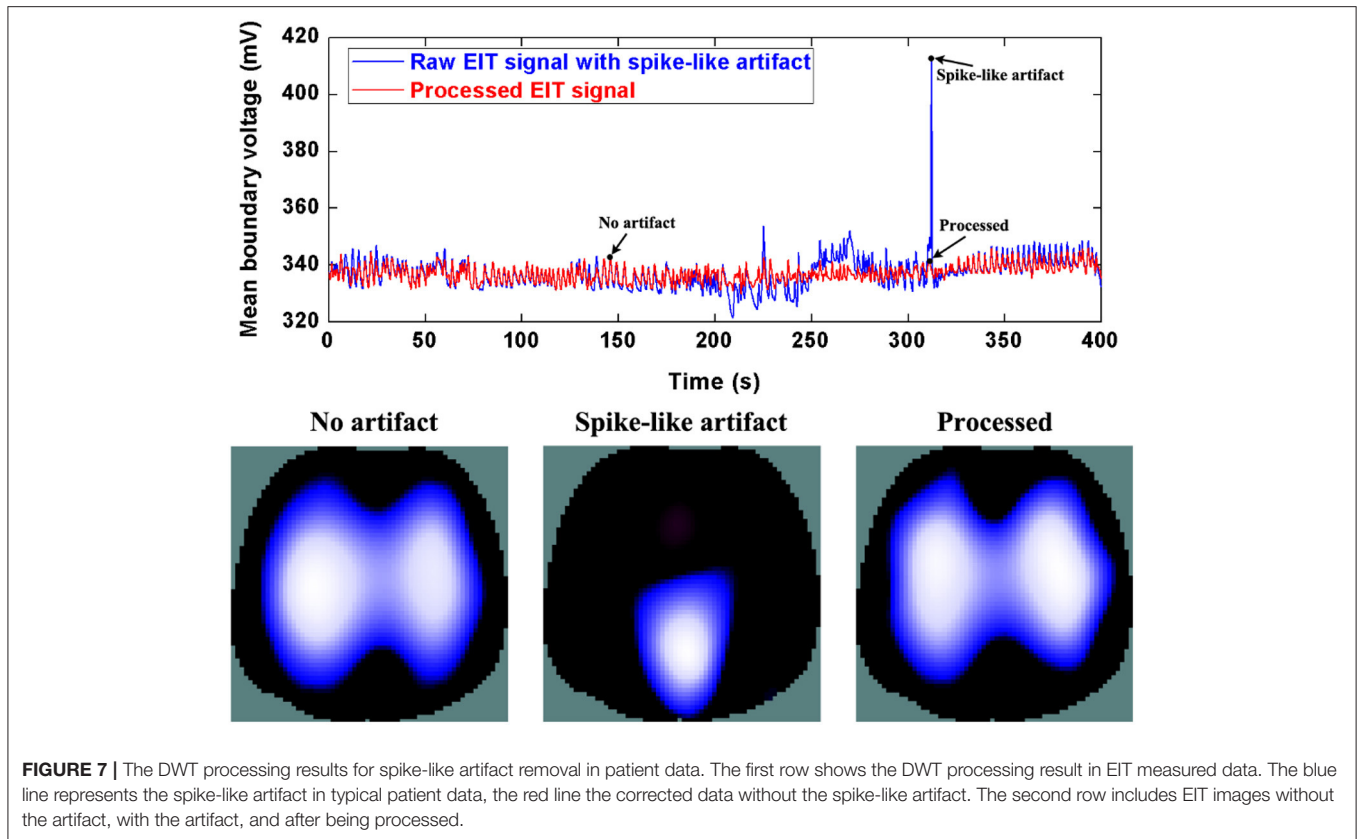 420
400
380
360
340
320
Mean boundary voltage (mV)
Raw EIT signal with spike-like artifact
Processed EIT signal
Spike-like artifact
No artifact
Processed
0 50 100 150 200 250 300 350 400
Time (s)
No artifact Spike-like artifact Processed
FIGURE 7 | The DWT processing results for spike-like artifact removal in patient data. The first row shows the DWT processing result in EIT measured data. The blue
line represents the spike-like artifact in typical patient data, the red line the corrected data without the spike-like artifact. The second row includes EIT images without
the artifact, with the artifact, and after being processed.